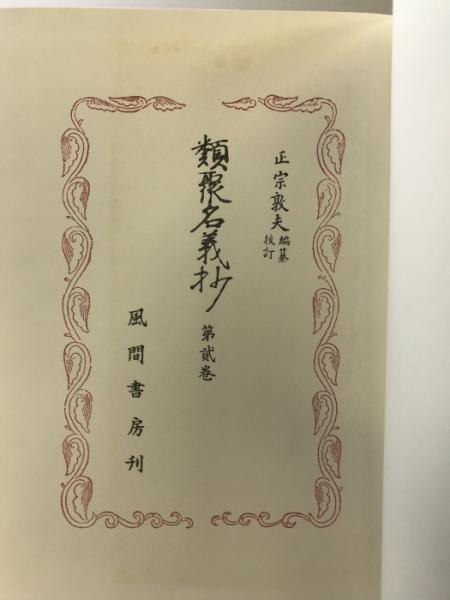 正宗敦夫 編纂校訂
類聚名義抄 第貳卷
風間書房刊